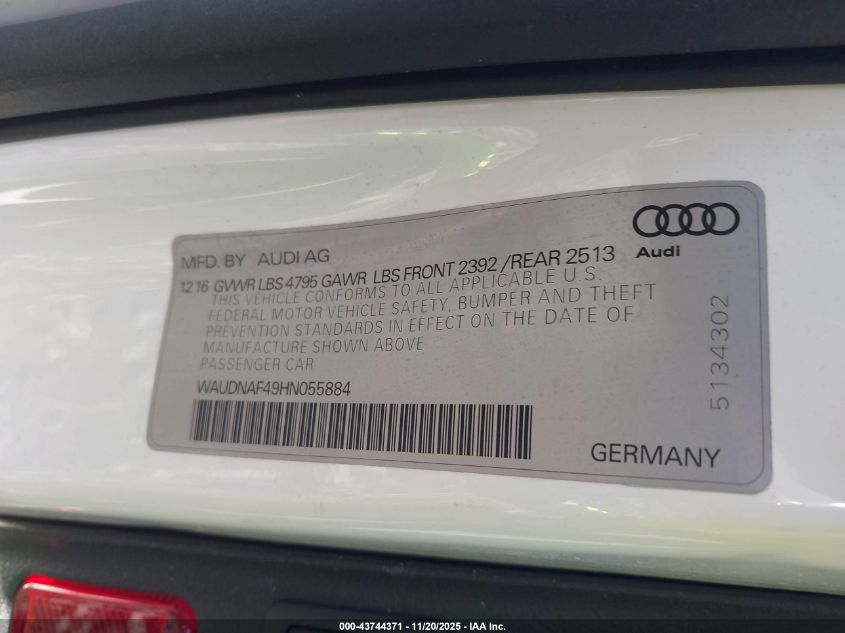 Audi
MFD. BY AUDI AG
12 16 GVWR LBS 4795 GAWR LBS FRONT 2392 /REAR 2513
THIS VEHICLE CONFORMS TO ALL APPLICABLE U S.
FEDERAL MOTOR VEHICLE SAFETY, BUMPER AND THEFT
PREVENTION STANDARDS IN EFFECT ON THE DATE OF
MANUFACTURE SHOWN ABOVE
PASSENGER CAR
WAUDNAF49HN055884
GERMANY
5134302
000-43744371 | 11/20/2025 - IAA Inc.